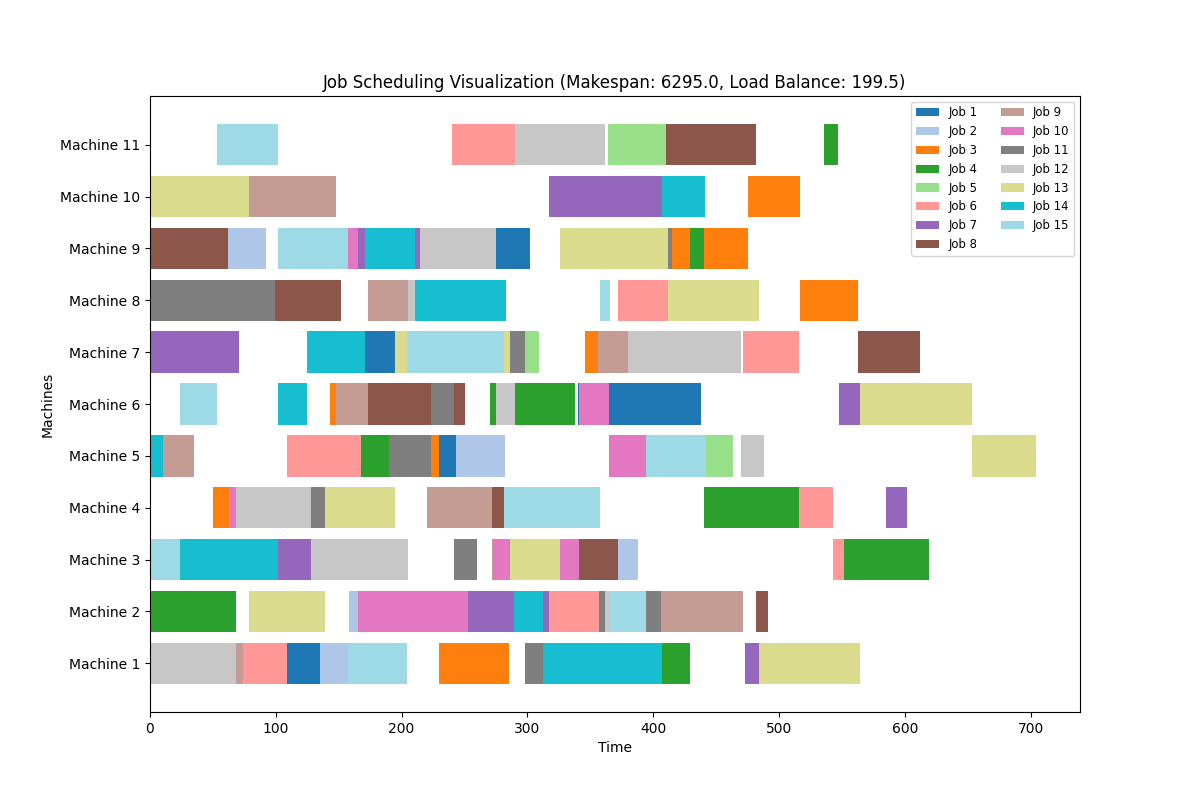 Job Scheduling Visualization (Makespan: 6295.0, Load Balance: 199.5)
Job 1
Job 2
Job 3
Job 4
Job 5
Job 6
Job 7
Job 8
Job 9
Job 10
Job 11
Job 12
Job 13
Job 14
Job 15
Machine 11
Machine 10
Machine 9
Machine 8
Machine 7
Machine 6
Machine 5
Machine 4
Machine 3
Machine 2
Machine 1
Machines
0 100 200 300 400 500 600 700
Time